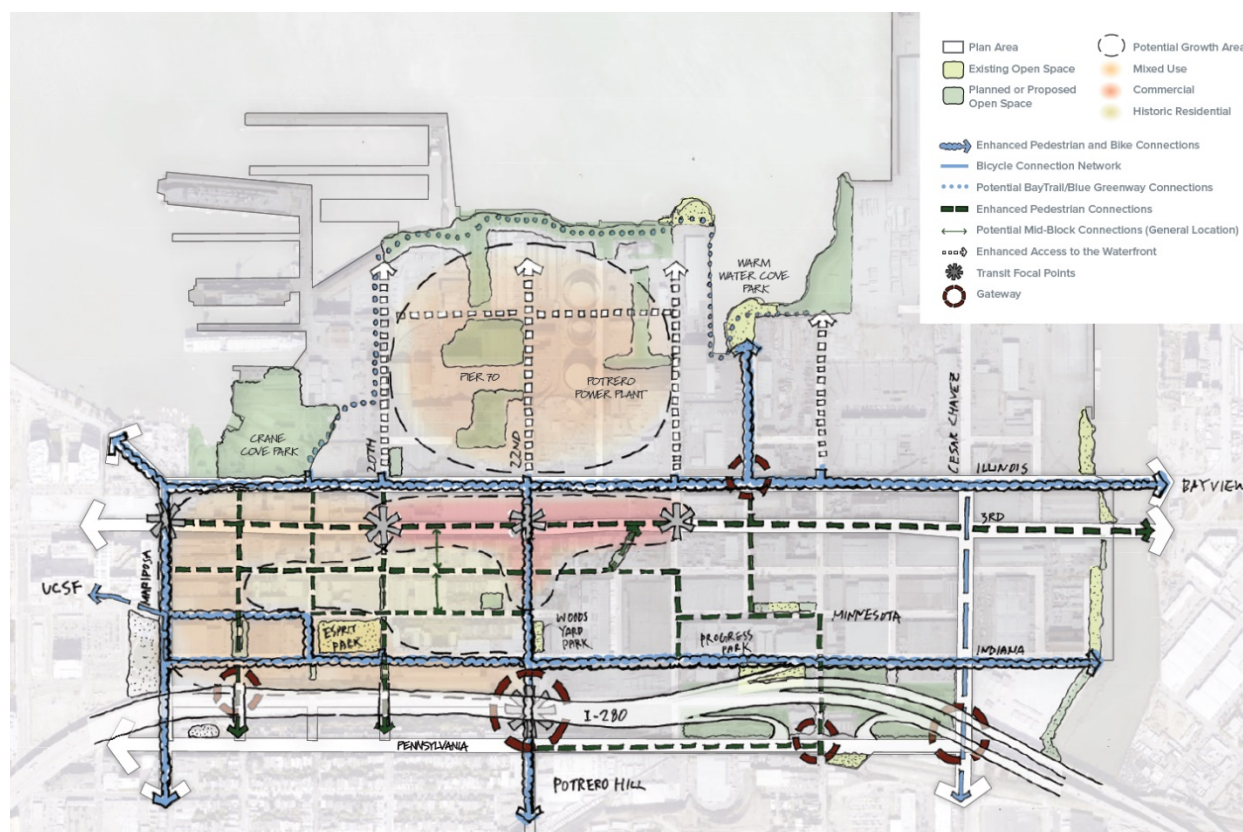 Plan Area
Existing Open Space
Planned or Proposed
Open Space
Potential Growth Area
Mixed Use
Commercial
Historic Residential
Enhanced Pedestrian and Bike Connections
Bicycle Connection Network
Potential BayTrail/Blue Greenway Connections
Enhanced Pedestrian Connections
Potential Mid-Block Connections (General Location)
Enhanced Access to the Waterfront
Transit Focal Points
Gateway
WARM
WATER COVE
PARK
PIER 70
POTRERO
POWER PLANT
CRANE
COVE PARK
20TH
22ND
CESAR CHAVEZ
ILLINOIS
BAYVIEW
3RD
MARIPOSA
UCSF
ESPRIT
PARK
WOODS
YARD
PARK
PROGRESS
PARK
MINNESOTA
INDIANA
I-280
PENNSYLVANIA
POTRERO HILL